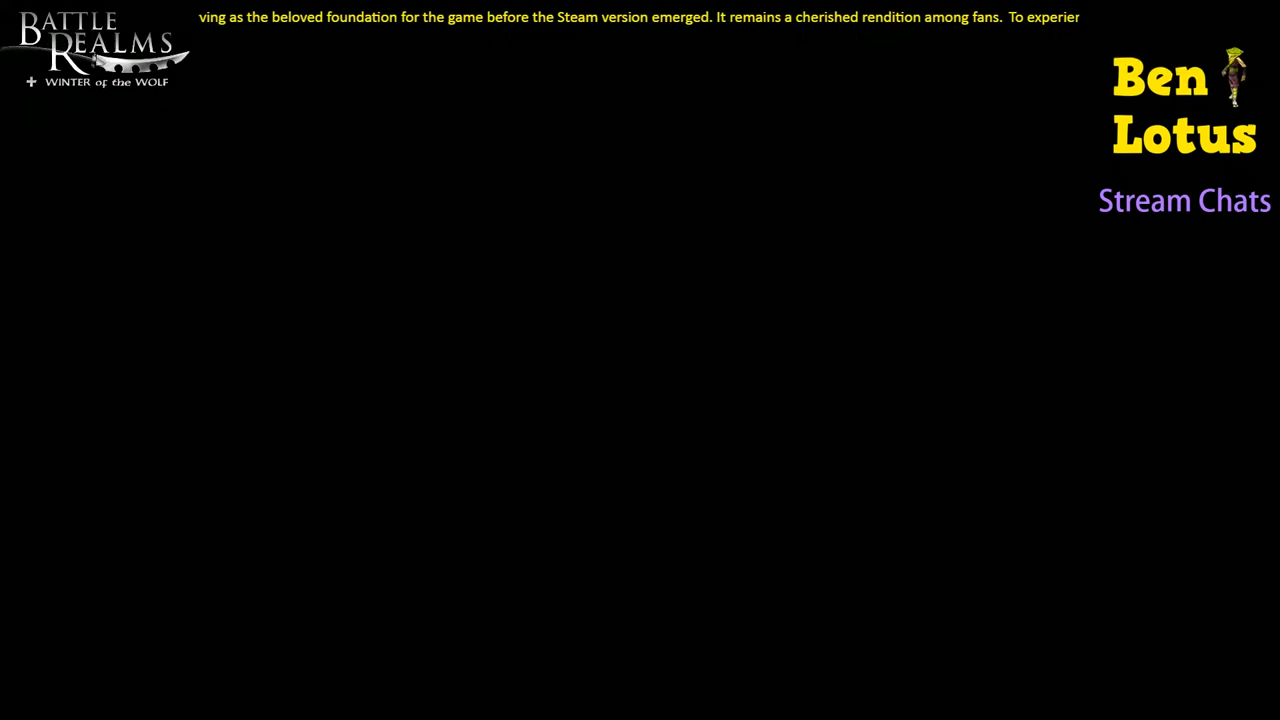 BATTLE
REALMS
+ WINTER of the WOLF
ving as the beloved foundation for the game before the Steam version emerged. It remains a cherished rendition among fans. To experier
Ben
Lotus
Stream Chats